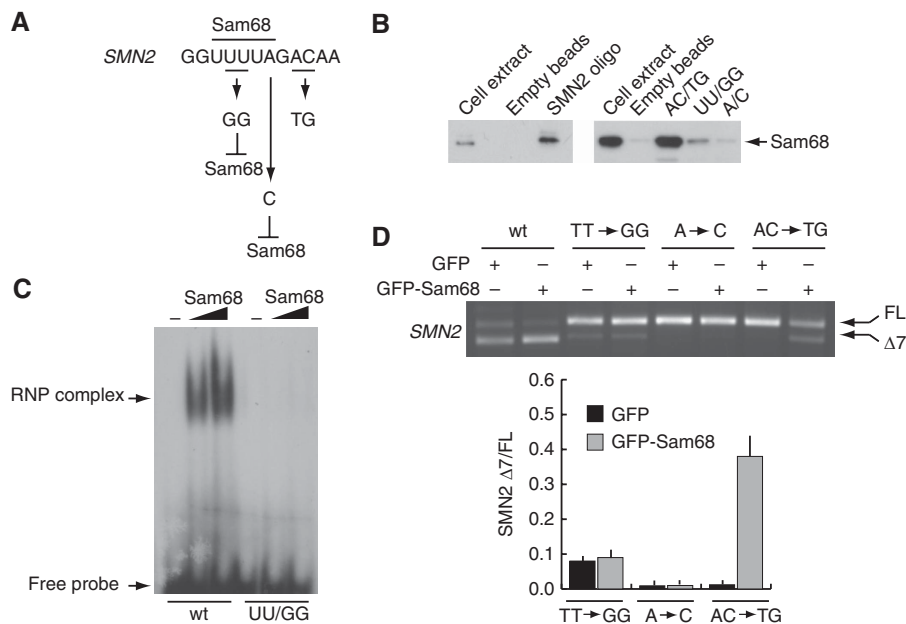 A
Sam68
SMN2 GGUUUUAGACAA
GG TG
Sam68
C
Sam68
B
Cell extract Empty beads SMN2 oligo Cell extract Empty beads AC/TG UU/GG A/C
Sam68
C
– Sam68 – Sam68
RNP complex
Free probe
wt UU/GG
D
wt TT→GG A→C AC→TG
GFP + – + – + – + –
GFP-Sam68 – + – + – + – +
SMN2
FL
Δ7
0.6
0.5
0.4
0.3
0.2
0.1
0.0
SMN2 Δ7/FL
GFP
GFP-Sam68
TT→GG A→C AC→TG